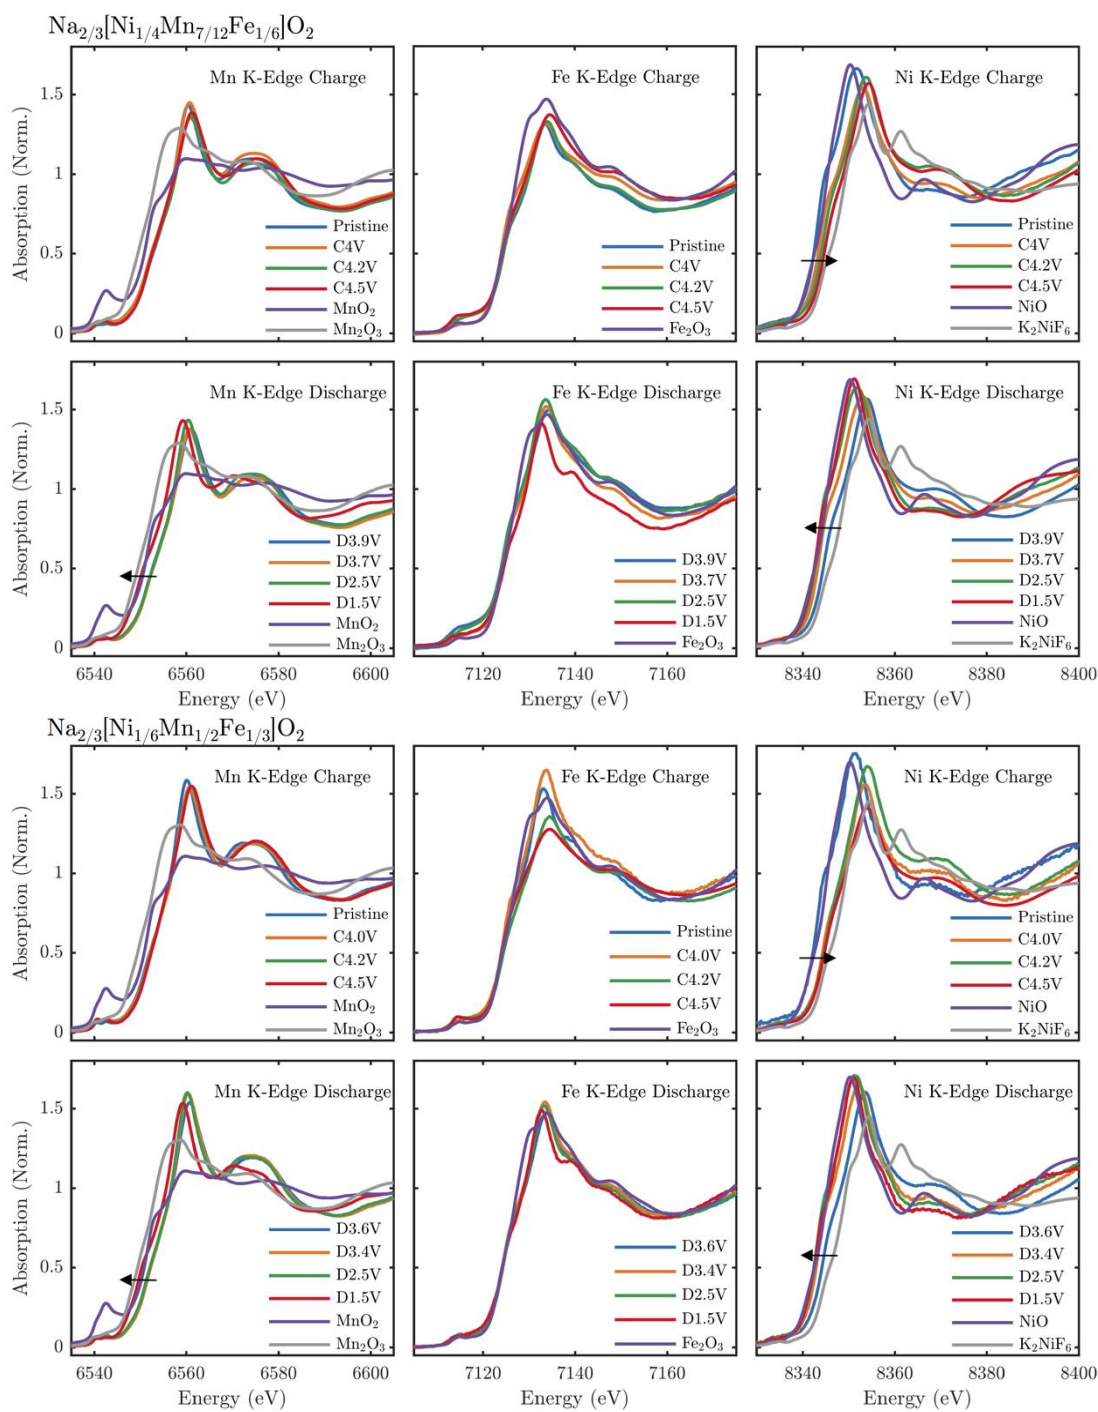 Na2/3[Ni1/4Mn7/12Fe1/6]O2
Mn K-Edge Charge
Absorption (Norm.)
1.5
1
0.5
0
Pristine
C4V
C4.2V
C4.5V
MnO2
Mn2O3
Fe K-Edge Charge
Pristine
C4V
C4.2V
C4.5V
Fe2O3
Ni K-Edge Charge
Pristine
C4V
C4.2V
C4.5V
NiO
K2NiF6
Mn K-Edge Discharge
Absorption (Norm.)
1.5
1
0.5
0
D3.9V
D3.7V
D2.5V
D1.5V
MnO2
Mn2O3
6540 6560 6580 6600
Energy (eV)
Fe K-Edge Discharge
D3.9V
D3.7V
D2.5V
D1.5V
Fe2O3
7120 7140 7160
Energy (eV)
Ni K-Edge Discharge
D3.9V
D3.7V
D2.5V
D1.5V
NiO
K2NiF6
8340 8360 8380 8400
Energy (eV)
Na2/3[Ni1/6Mn1/2Fe1/3]O2
Mn K-Edge Charge
Absorption (Norm.)
1.5
1
0.5
0
Pristine
C4.0V
C4.2V
C4.5V
MnO2
Mn2O3
Fe K-Edge Charge
Pristine
C4.0V
C4.2V
C4.5V
Fe2O3
Ni K-Edge Charge
Pristine
C4.0V
C4.2V
C4.5V
NiO
K2NiF6
Mn K-Edge Discharge
Absorption (Norm.)
1.5
1
0.5
0
D3.6V
D3.4V
D2.5V
D1.5V
MnO2
Mn2O3
6540 6560 6580 6600
Energy (eV)
Fe K-Edge Discharge
D3.6V
D3.4V
D2.5V
D1.5V
Fe2O3
7120 7140 7160
Energy (eV)
Ni K-Edge Discharge
D3.6V
D3.4V
D2.5V
D1.5V
NiO
K2NiF6
8340 8360 8380 8400
Energy (eV)